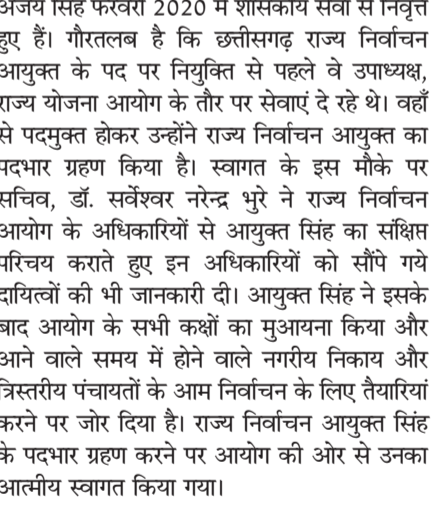 अजय सिंह फरवरी 2020 में शासकीय सेवा से निवृत्त
हुए हैं। गौरतलब है कि छत्तीसगढ़ राज्य निर्वाचन
आयुक्त के पद पर नियुक्ति से पहले वे उपाध्यक्ष,
राज्य योजना आयोग के तौर पर सेवाएं दे रहे थे। वहाँ
से पदमुक्त होकर उन्होंने राज्य निर्वाचन आयुक्त का
पदभार ग्रहण किया है। स्वागत के इस मौके पर
सचिव, डॉ. सर्वेश्वर नरेन्द्र भुरे ने राज्य निर्वाचन
आयोग के अधिकारियों से आयुक्त सिंह का संक्षिप्त
परिचय कराते हुए इन अधिकारियों को सौंपे गये
दायित्वों की भी जानकारी दी। आयुक्त सिंह ने इसके
बाद आयोग के सभी कक्षों का मुआयना किया और
आने वाले समय में होने वाले नगरीय निकाय और
त्रिस्तरीय पंचायतों के आम निर्वाचन के लिए तैयारियां
करने पर जोर दिया है। राज्य निर्वाचन आयुक्त सिंह
के पदभार ग्रहण करने पर आयोग की ओर से उनका
आत्मीय स्वागत किया गया।